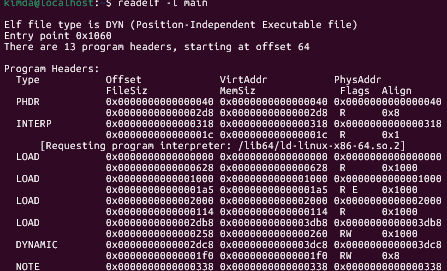 kimda@localhost:~$ readelf -l main
Elf file type is DYN (Position-Independent Executable file)
Entry point 0x1060
There are 13 program headers, starting at offset 64
Program Headers:
Type Offset VirtAddr PhysAddr
FileSiz MemSiz Flags Align
PHDR 0x0000000000000040 0x0000000000000040 0x0000000000000040
0x00000000000002d8 0x00000000000002d8 R 0x8
INTERP 0x0000000000000318 0x0000000000000318 0x0000000000000318
0x000000000000001c 0x000000000000001c R 0x1
[Requesting program interpreter: /lib64/ld-linux-x86-64.so.2]
LOAD 0x0000000000000000 0x0000000000000000 0x0000000000000000
0x0000000000000628 0x0000000000000628 R 0x1000
LOAD 0x0000000000001000 0x0000000000001000 0x0000000000001000
0x00000000000001a5 0x00000000000001a5 R E 0x1000
LOAD 0x0000000000002000 0x0000000000002000 0x0000000000002000
0x0000000000000114 0x0000000000000114 R 0x1000
LOAD 0x0000000000002db8 0x0000000000003db8 0x0000000000003db8
0x0000000000000258 0x0000000000000260 RW 0x1000
DYNAMIC 0x0000000000002dc8 0x0000000000003dc8 0x0000000000003dc8
0x00000000000001f0 0x00000000000001f0 RW 0x8
NOTE 0x0000000000000338 0x0000000000000338 0x0000000000000338